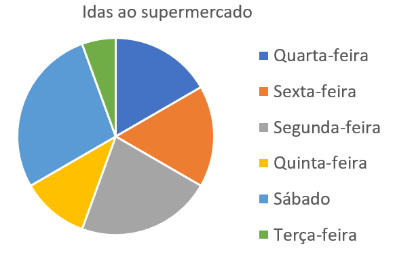 Idas ao supermercado
Quarta-feira
Sexta-feira
Segunda-feira
Quinta-feira
Sábado
Terça-feira